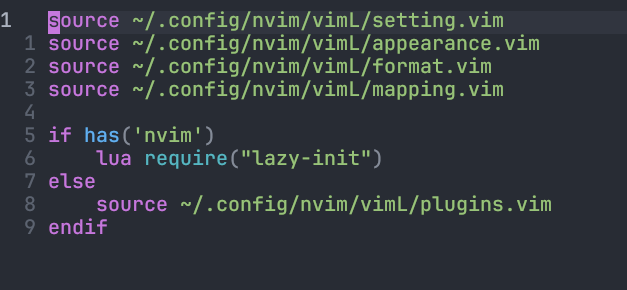 1 source ~/.config/nvim/vimL/setting.vim
1 source ~/.config/nvim/vimL/appearance.vim
2 source ~/.config/nvim/vimL/format.vim
3 source ~/.config/nvim/vimL/mapping.vim
4
5 if has('nvim')
6     lua require("lazy-init")
7 else
8     source ~/.config/nvim/vimL/plugins.vim
9 endif